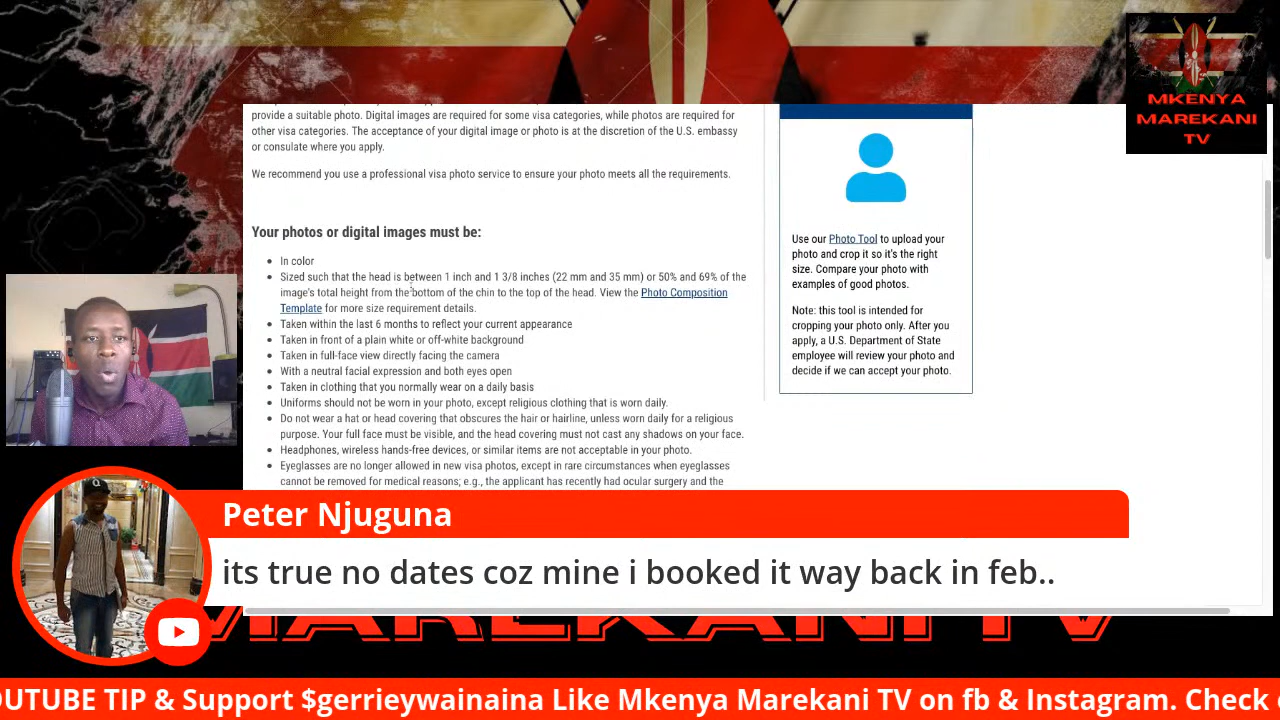 MKENYA
MAREKANI
TV
provide a suitable photo. Digital images are required for some visa categories, while photos are required for
other visa categories. The acceptance of your digital image or photo is at the discretion of the U.S. embassy
or consulate where you apply.
We recommend you use a professional visa photo service to ensure your photo meets all the requirements.
Your photos or digital images must be:
In color
Sized such that the head is between 1 inch and 1 3/8 inches (22 mm and 35 mm) or 50% and 69% of the
image's total height from the bottom of the chin to the top of the head. View the Photo Composition
Template for more size requirement details.
Taken within the last 6 months to reflect your current appearance
Taken in front of a plain white or off-white background
Taken in full-face view directly facing the camera
With a neutral facial expression and both eyes open
Taken in clothing that you normally wear on a daily basis
Uniforms should not be worn in your photo, except religious clothing that is worn daily.
Do not wear a hat or head covering that obscures the hair or hairline, unless worn daily for a religious
purpose. Your full face must be visible, and the head covering must not cast any shadows on your face.
Headphones, wireless hands-free devices, or similar items are not acceptable in your photo.
Eyeglasses are no longer allowed in new visa photos, except in rare circumstances when eyeglasses
cannot be removed for medical reasons; e.g., the applicant has recently had ocular surgery and the
Use our Photo Tool to upload your
photo and crop it so it's the right
size. Compare your photo with
examples of good photos.
Note: this tool is intended for
cropping your photo only. After you
apply, a U.S. Department of State
employee will review your photo and
decide if we can accept your photo.
Peter Njuguna
its true no dates coz mine i booked it way back in feb..
MAREKANI TV
OUTUBE TIP & Support $gerrieywainaina Like Mkenya Marekani TV on fb & Instagram. Check